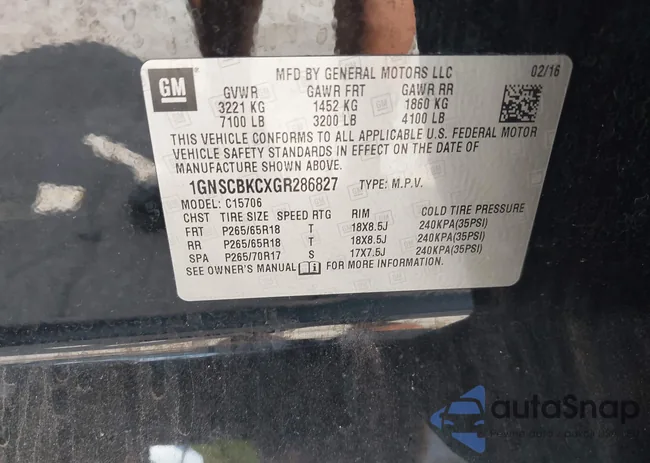 GM
MFD BY GENERAL MOTORS LLC 02/16
GVWR GAWR FRT GAWR RR
3221 KG 1452 KG 1860 KG
7100 LB 3200 LB 4100 LB
THIS VEHICLE CONFORMS TO ALL APPLICABLE U.S. FEDERAL MOTOR
VEHICLE SAFETY STANDARDS IN EFFECT ON THE DATE OF
MANUFACTURE SHOWN ABOVE.
1GNSCBKCXGR286827 TYPE: M.P.V.
MODEL: C15706
CHST TIRE SIZE SPEED RTG RIM COLD TIRE PRESSURE
FRT P265/65R18 T 18X8.5J 240KPA(35PSI)
RR P265/65R18 T 18X8.5J 240KPA(35PSI)
SPA P265/70R17 S 17X7.5J 240KPA(35PSI)
SEE OWNER'S MANUAL FOR MORE INFORMATION
autoSnap